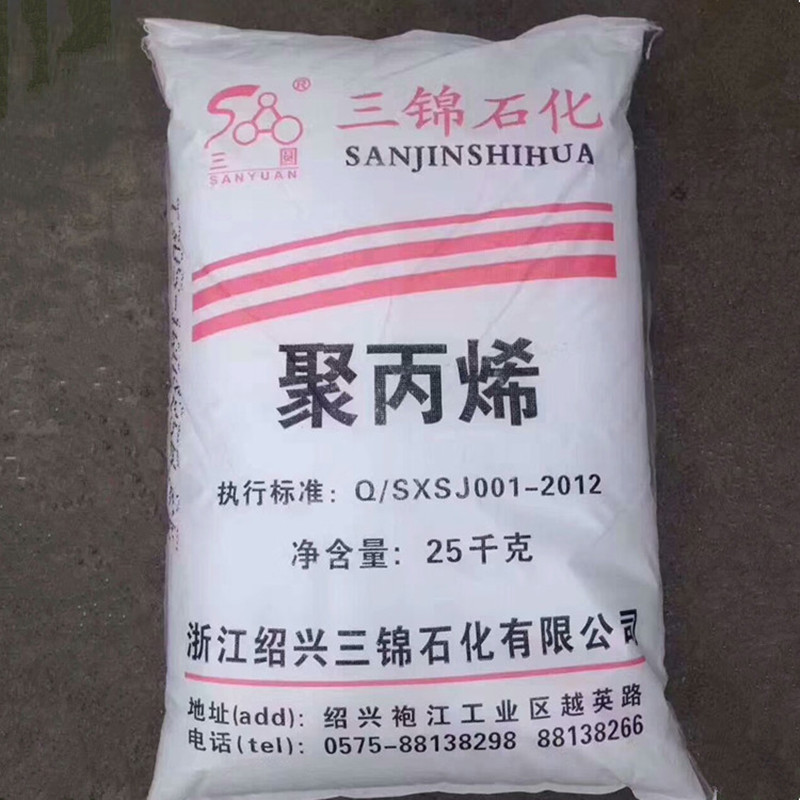 三锦石化
SANJINSHIHUA
®
三圆
SANYUAN
聚丙烯
执行标准：Q/SXSJ001-2012
净含量：25千克
浙江绍兴三锦石化有限公司
地址(add)：绍兴袍江工业区越英路
电话(tel)：0575-88138298 88138266